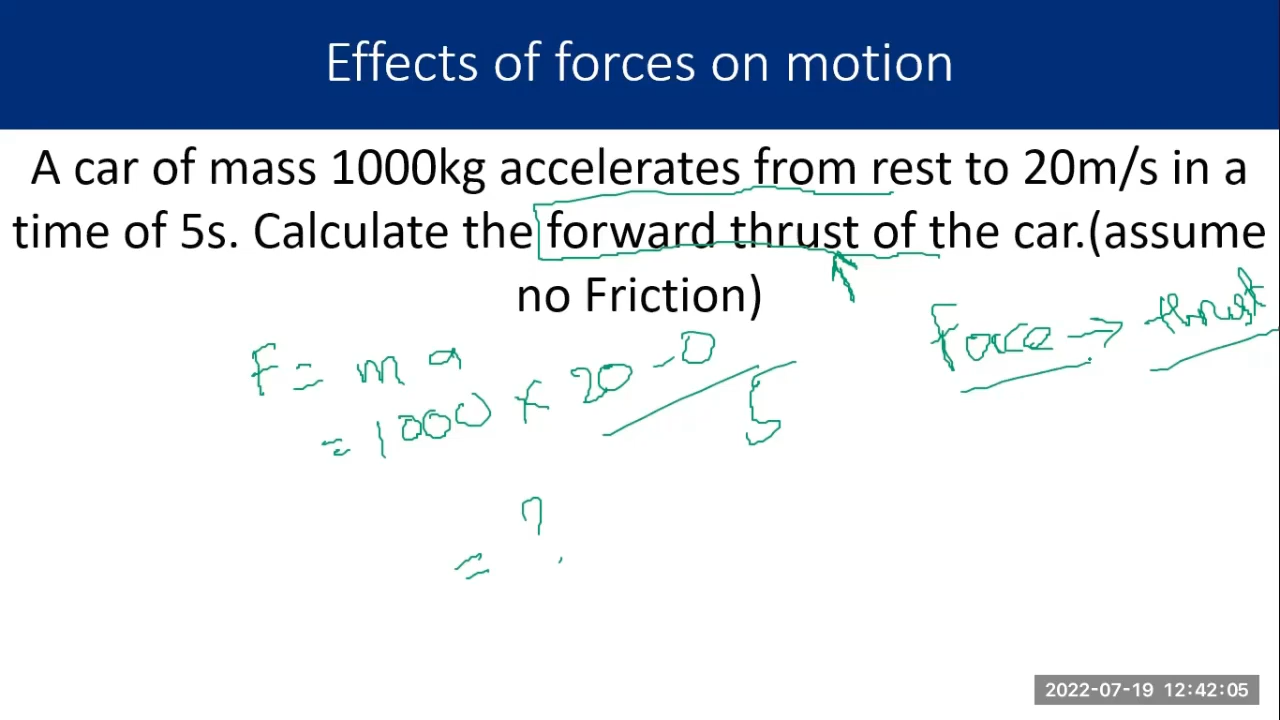 Effects of forces on motion
A car of mass 1000kg accelerates from rest to 20m/s in a
time of 5s. Calculate the forward thrust of the car.(assume
no Friction)
Force → thrust
F = m a
= 1000 × 20 - 0
5
= ?
2022-07-19 12:42:05